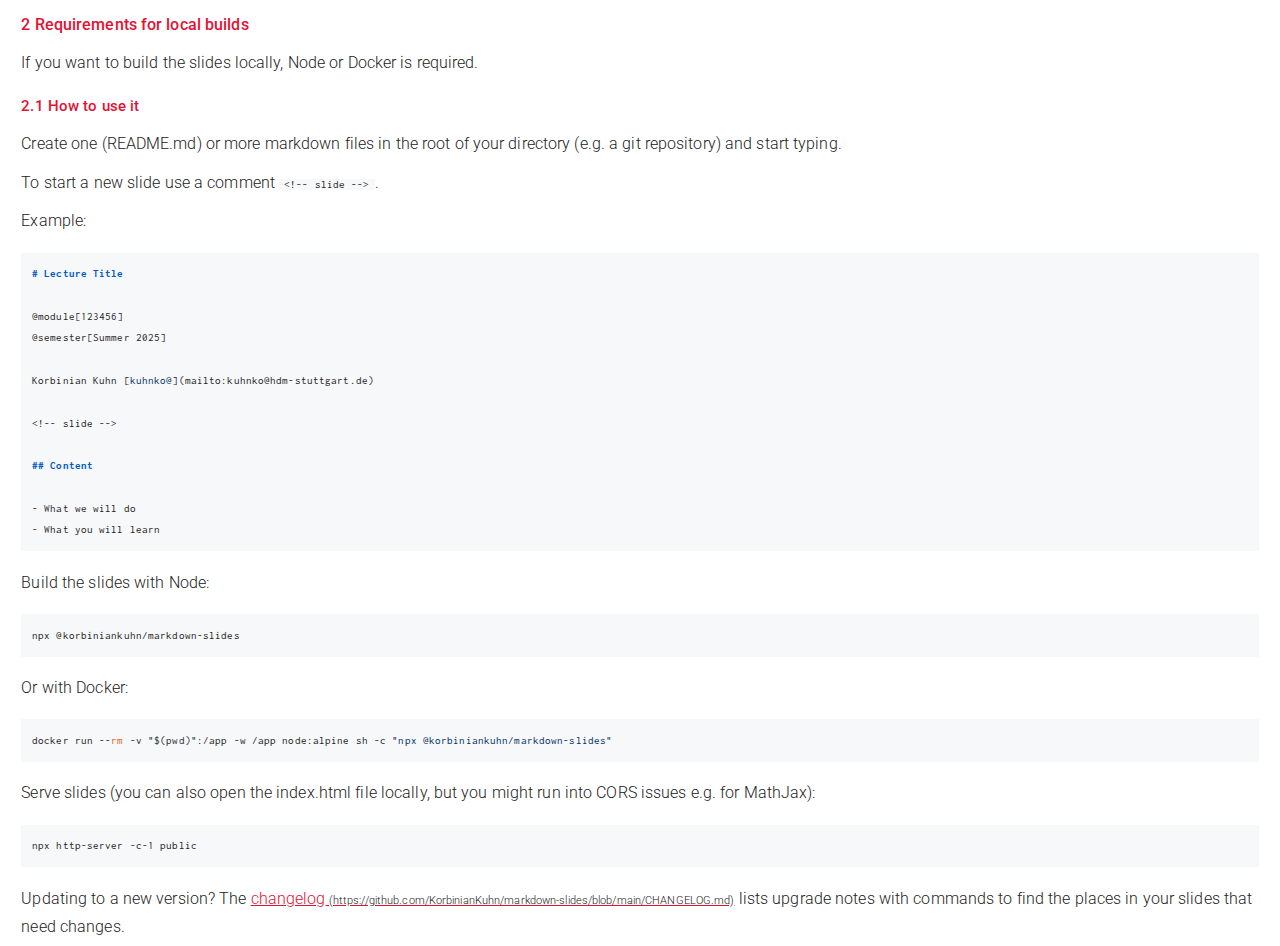 2 Requirements for local builds
If you want to build the slides locally, Node or Docker is required.
2.1 How to use it
Create one (README.md) or more markdown files in the root of your directory (e.g. a git repository) and start typing.
To start a new slide use a comment <!-- slide --> .
Example:
# Lecture Title
@module[123456]
@semester[Summer 2025]
Korbinian Kuhn [kuhnko@](mailto:kuhnko@hdm-stuttgart.de)
<!-- slide -->
## Content
- What we will do
- What you will learn
Build the slides with Node:
npx @korbiniankuhn/markdown-slides
Or with Docker:
docker run --rm -v "$(pwd)":/app -w /app node:alpine sh -c "npx @korbiniankuhn/markdown-slides"
Serve slides (you can also open the index.html file locally, but you might run into CORS issues e.g. for MathJax):
npx http-server -c-1 public
Updating to a new version? The changelog (https://github.com/KorbinianKuhn/markdown-slides/blob/main/CHANGELOG.md) lists upgrade notes with commands to find the places in your slides that
need changes.